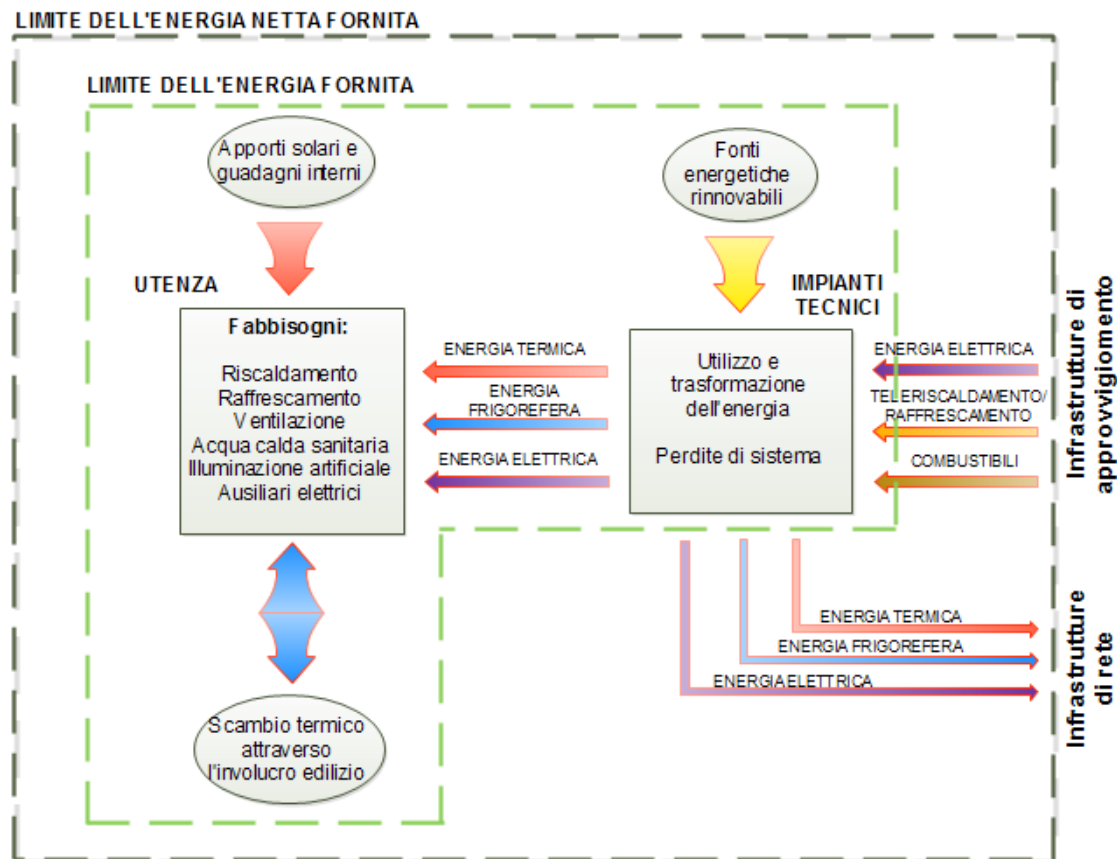 LIMITE DELL'ENERGIA NETTA FORNITA
LIMITE DELL'ENERGIA FORNITA
Apporti solari e
guadagni interni
Fonti
energetiche
rinnovabili
UTENZA
IMPIANTI
TECNICI
Fabbisogni:
Riscaldamento
Raffrescamento
Ventilazione
Acqua calda sanitaria
Illuminazione artificiale
Ausiliari elettrici
ENERGIA TERMICA
ENERGIA
FRIGOREFERA
ENERGIA ELETTRICA
Utilizzo e
trasformazione
dell'energia
Perdite di sistema
ENERGIA ELETTRICA
TELERISCALDAMENTO/
RAFFRESCAMENTO
COMBUSTIBILI
Infrastrutture di
approvvigiomento
ENERGIA TERMICA
ENERGIA FRIGOREFERA
ENERGIA ELETTRICA
Infrastrutture
di rete
Scambio termico
attraverso
l'involucro edilizio